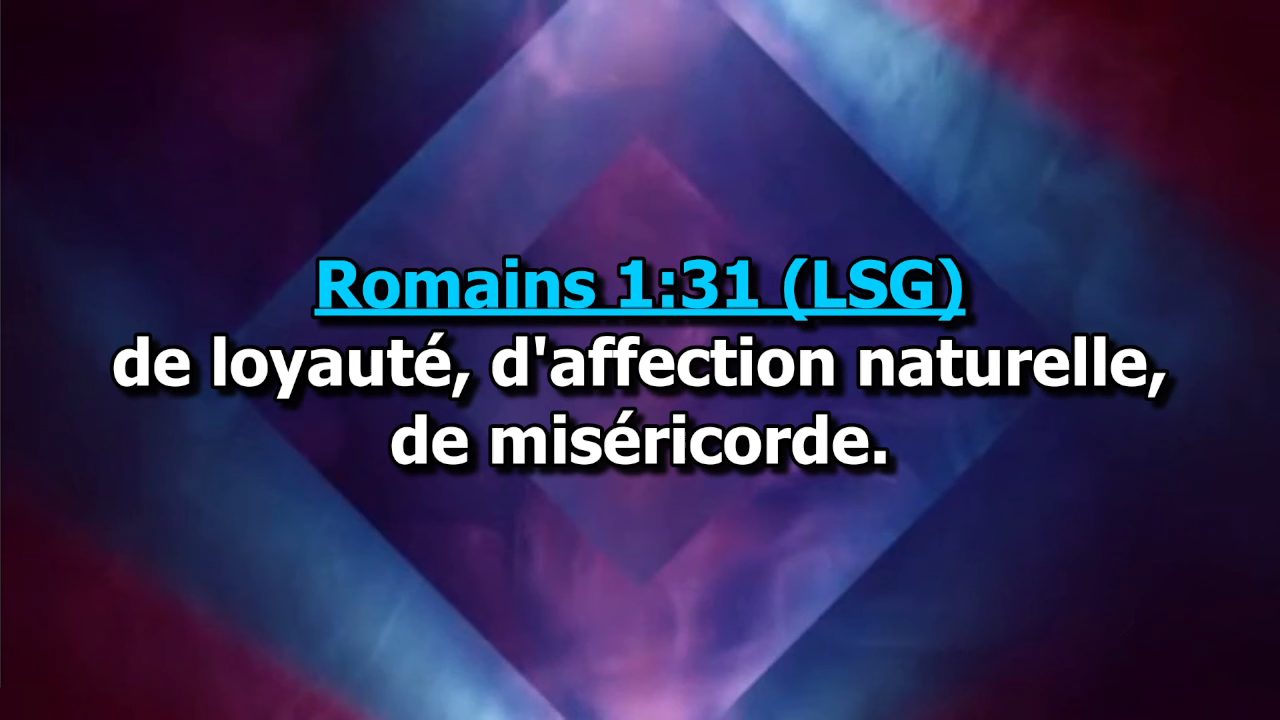 Romains 1:31 (LSG)
de loyauté, d'affection naturelle,
de miséricorde.